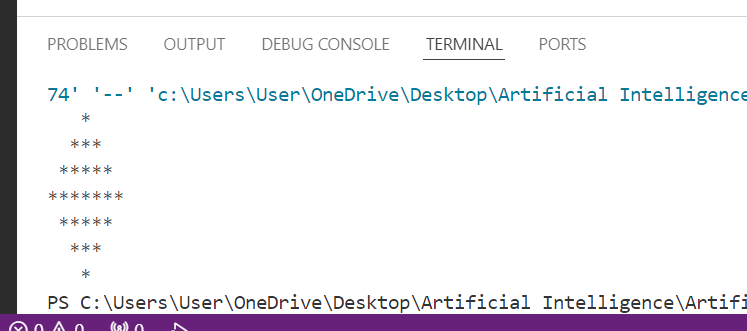 PROBLEMS OUTPUT DEBUG CONSOLE TERMINAL PORTS
74' '--' 'c:\Users\User\OneDrive\Desktop\Artificial Intelligence
   *
  ***
 *****
*******
 *****
  ***
   *
PS C:\Users\User\OneDrive\Desktop\Artificial Intelligence\Artifi
0 0 0